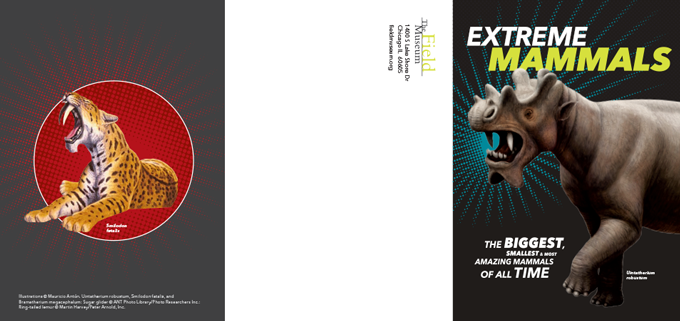 Smilodon
fatalis
Illustrations © Mauricio Antón: Uintatherium robustum, Smilodon fatalis, and
Bramatherium megacephalum; Sugar glider © ANT Photo Library/Photo Researchers Inc.;
Ring-tailed lemur © Martin Harvey/Peter Arnold, Inc.
The Field
Museum
1400 S Lake Shore Dr
Chicago IL 60605
fieldmuseum.org
EXTREME
MAMMALS
THE BIGGEST,
SMALLEST & MOST
AMAZING MAMMALS
OF ALL TIME
Uintatherium
robustum